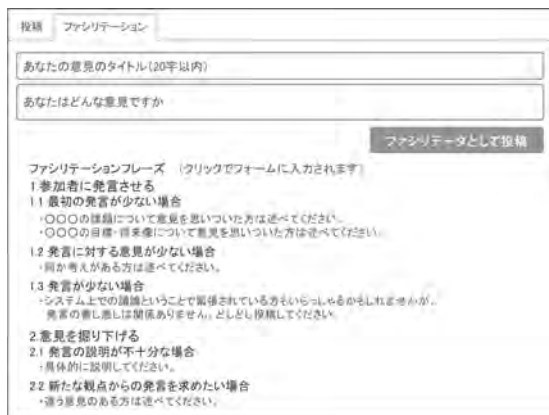 投稿 ファシリテーション
あなたの意見のタイトル(20字以内)
あなたはどんな意見ですか
ファシリテータとして投稿
ファシリテーションフレーズ (クリックでフォームに入力されます)
1.参加者に発言させる
1.1 最初の発言が少ない場合
・〇〇〇の課題について意見を思いついた方は述べてください。
・〇〇〇の目標・将来像について意見を思いついた方は述べてください。
1.2 発言に対する意見が少ない場合
・何か考えがある方は述べてください。
1.3 発言が少ない場合
・システム上での議論ということで緊張されている方もいらっしゃるかもしれませんが、
発言の善し悪しは関係ありません。どしどし投稿してください。
2.意見を掘り下げる
2.1 発言の説明が不十分な場合
・具体的に説明してください。
2.2 新たな観点からの発言を求めたい場合
・違う意見のある方は述べてください。